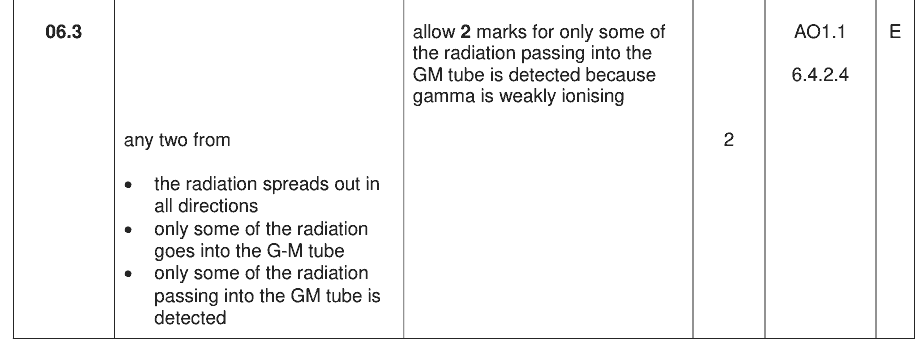 06.3
allow 2 marks for only some of
the radiation passing into the
GM tube is detected because
gamma is weakly ionising
AO1.1
6.4.2.4
E
any two from
2
• the radiation spreads out in
all directions
• only some of the radiation
goes into the G-M tube
• only some of the radiation
passing into the GM tube is
detected